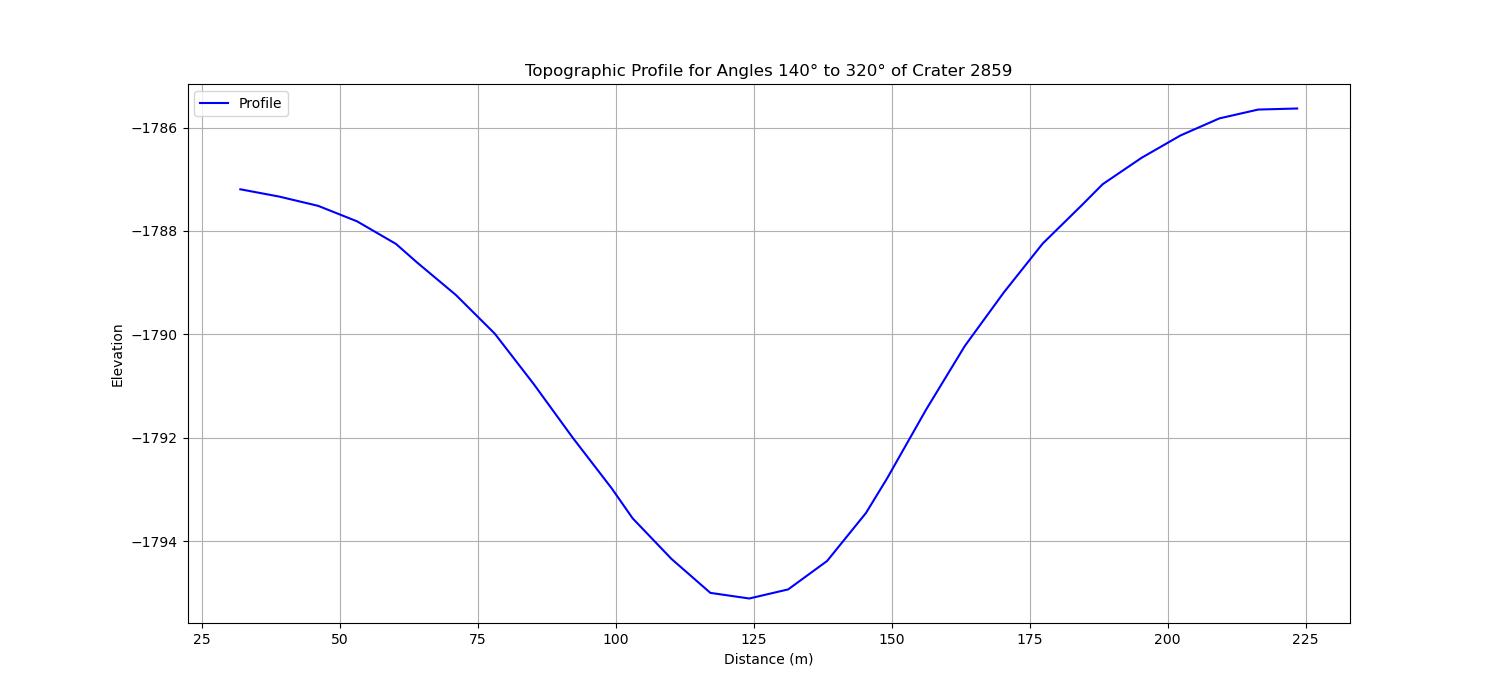 Topographic Profile for Angles 140° to 320° of Crater 2859
Profile
−1786
−1788
−1790
−1792
−1794
Elevation
25 50 75 100 125 150 175 200 225
Distance (m)